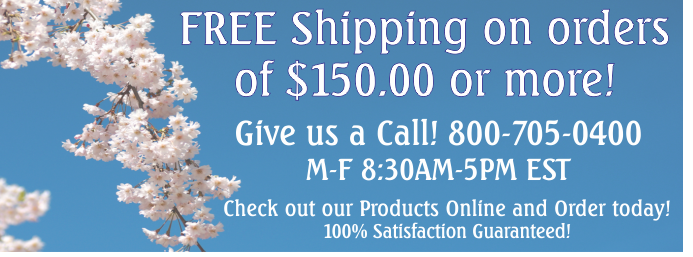 FREE Shipping on orders
of $150.00 or more!
Give us a Call! 800-705-0400
M-F 8:30AM-5PM EST
Check out our Products Online and Order today!
100% Satisfaction Guaranteed!